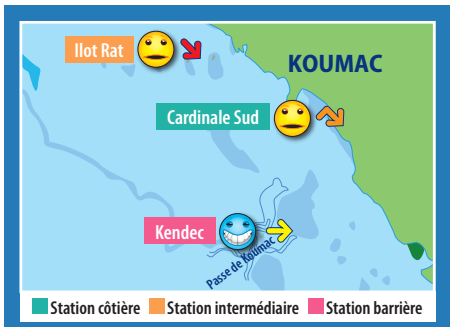 Ilot Rat
KOUMAC
Cardinale Sud
Kendec
Passe de Koumac
Station côtière Station intermédiaire Station barrière